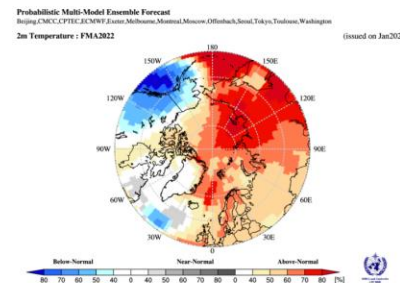 Probabilistic Multi-Model Ensemble Forecast
Beijing,CMCC,CPTEC,ECMWF,Exeter,Melbourne,Montreal,Moscow,Offenbach,Seoul,Tokyo,Toulouse,Washington
2m Temperature : FMA2022 (issued on Jan202
180
150W 150E
120W 120E
90W 90E
60W 60E
30W 30E
0
Below-Normal Near-Normal Above-Normal
80 70 60 50 40 0 40 50 60 70 80 0 40 50 60 70 80 [%]